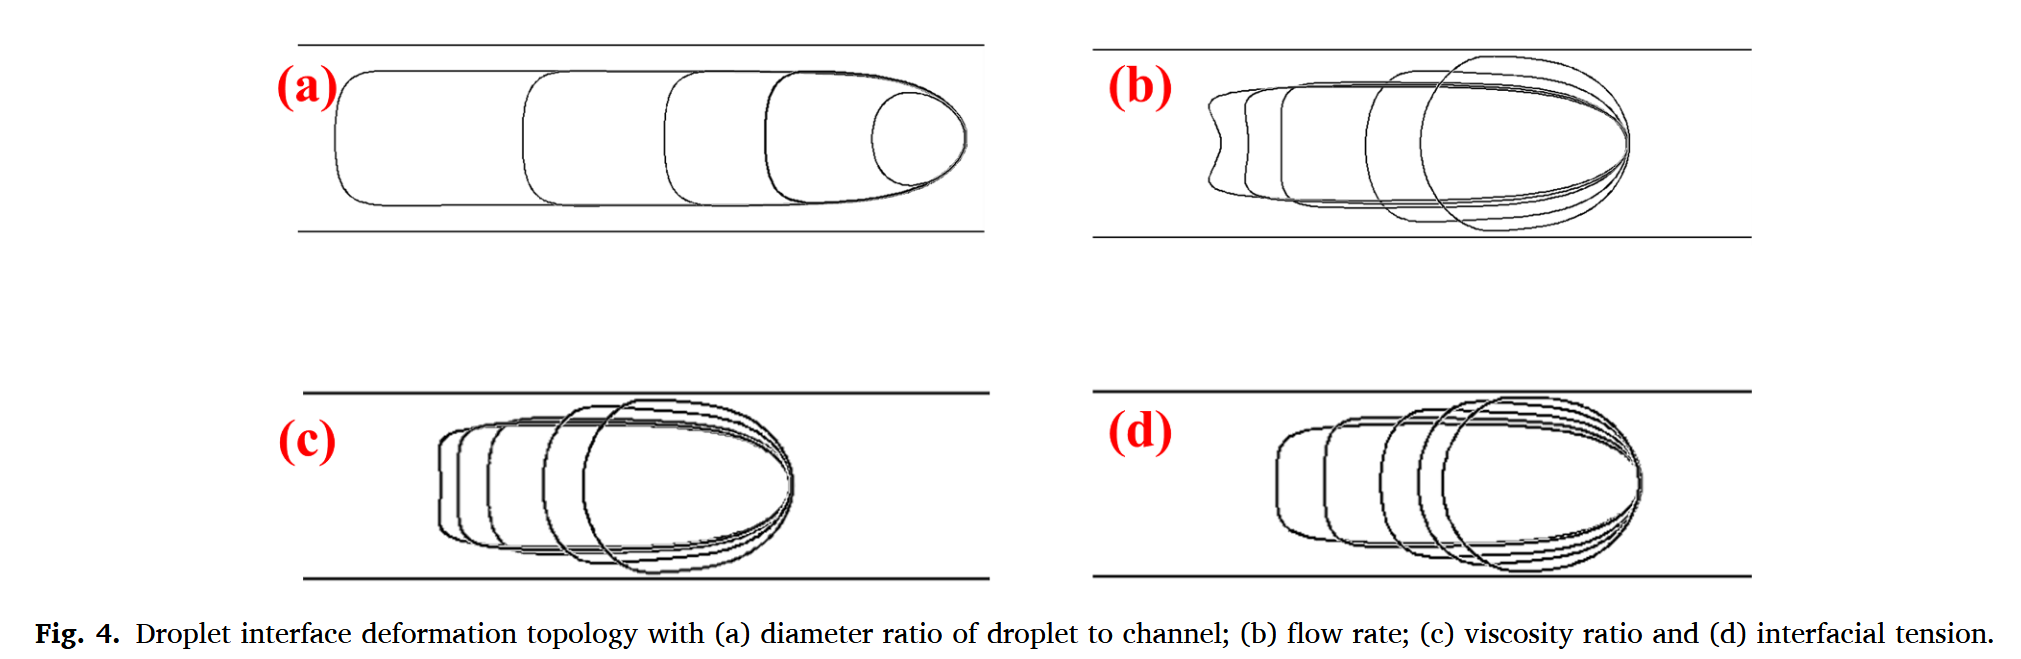 (a)
(b)
(c)
(d)
Fig. 4. Droplet interface deformation topology with (a) diameter ratio of droplet to channel; (b) flow rate; (c) viscosity ratio and (d) interfacial tension.